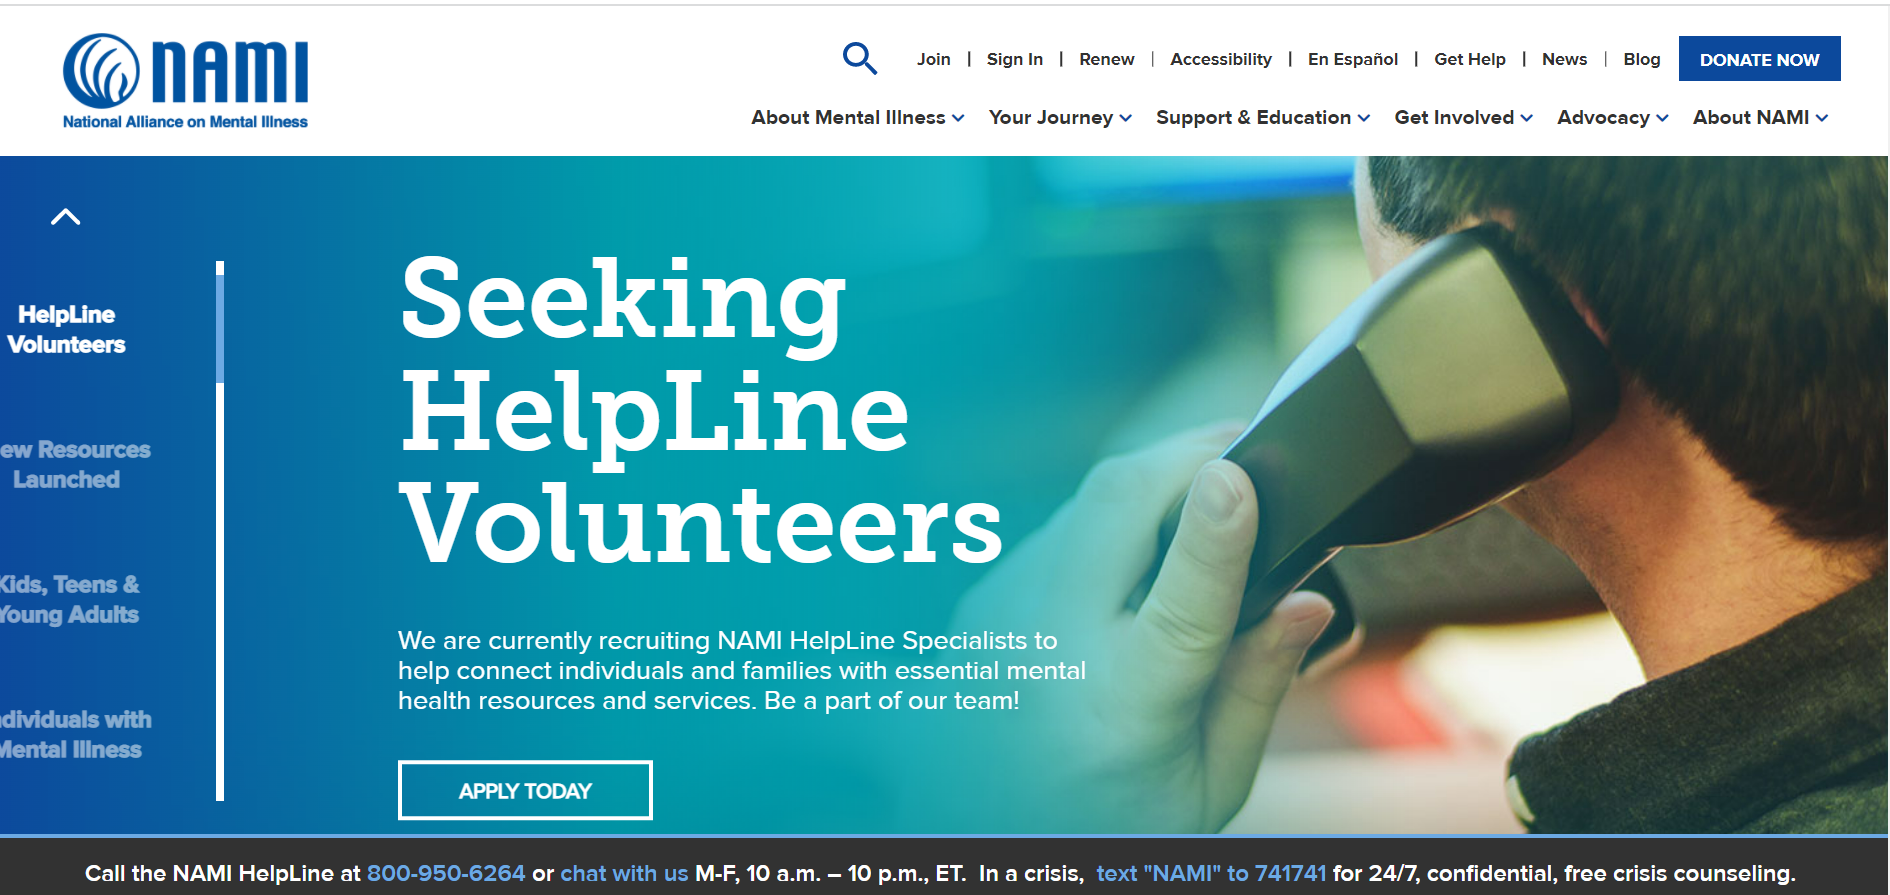 nami
National Alliance on Mental Illness
Join | Sign In | Renew | Accessibility | En Español | Get Help | News | Blog
DONATE NOW
About Mental Illness
Your Journey
Support & Education
Get Involved
Advocacy
About NAMI
HelpLine
Volunteers
ew Resources
Launched
Kids, Teens &
Young Adults
dividuals with
Mental Illness
Seeking
HelpLine
Volunteers
We are currently recruiting NAMI HelpLine Specialists to
help connect individuals and families with essential mental
health resources and services. Be a part of our team!
APPLY TODAY
Call the NAMI HelpLine at 800-950-6264 or chat with us M-F, 10 a.m. – 10 p.m., ET. In a crisis, text "NAMI" to 741741 for 24/7, confidential, free crisis counseling.